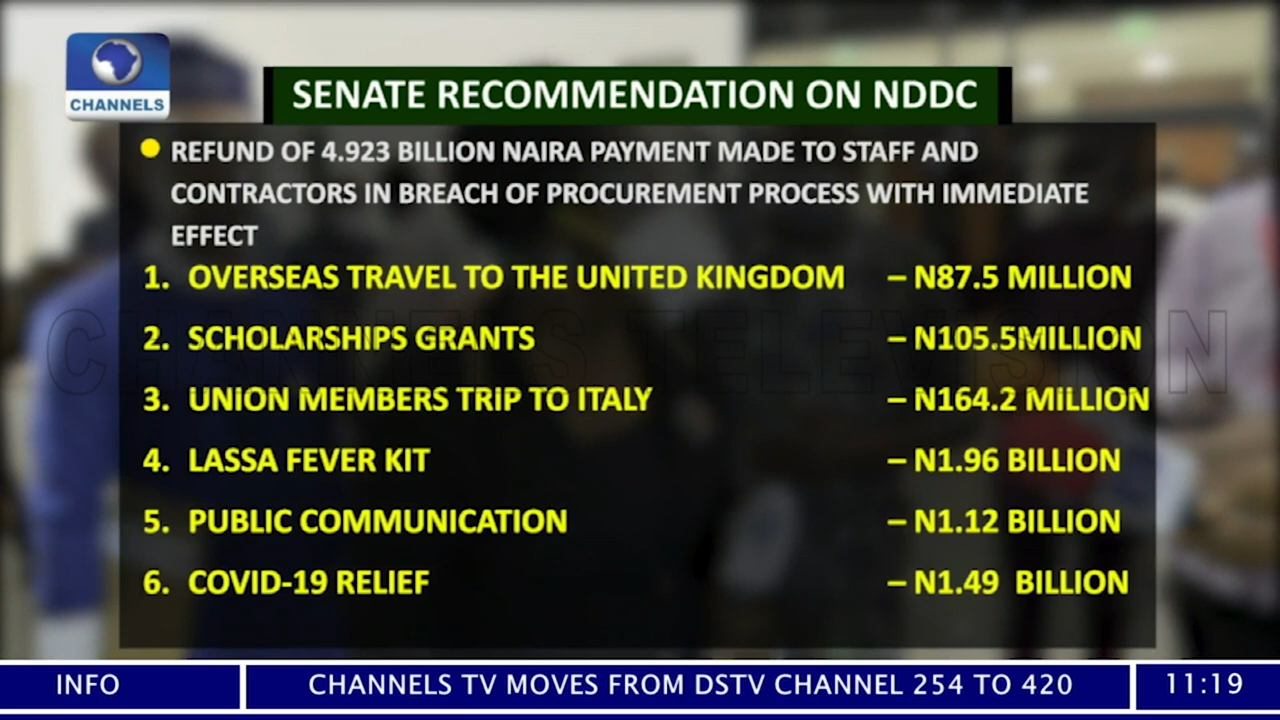 CHANNELS
SENATE RECOMMENDATION ON NDDC
REFUND OF 4.923 BILLION NAIRA PAYMENT MADE TO STAFF AND
CONTRACTORS IN BREACH OF PROCUREMENT PROCESS WITH IMMEDIATE
EFFECT
1. OVERSEAS TRAVEL TO THE UNITED KINGDOM – N87.5 MILLION
2. SCHOLARSHIPS GRANTS – N105.5MILLION
CHANNELS TELEVISION
3. UNION MEMBERS TRIP TO ITALY – N164.2 MILLION
4. LASSA FEVER KIT – N1.96 BILLION
5. PUBLIC COMMUNICATION – N1.12 BILLION
6. COVID-19 RELIEF – N1.49 BILLION
INFO CHANNELS TV MOVES FROM DSTV CHANNEL 254 TO 420 11:19